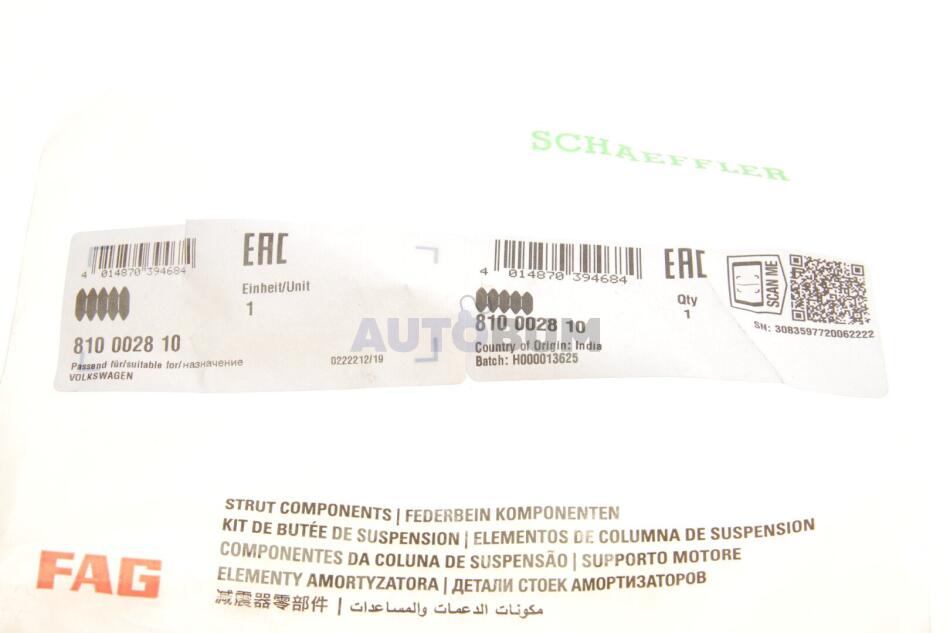 SCHAEFFLER
4 014870 394684
EAC
Einheit/Unit
1
810 0028 10
Passend für/suitable for/назначение
VOLKSWAGEN
0222212/19
4 014870 394684
EAC
Qty
1
SCAN ME
SN: 3083597720062222
810 0028 10
Country of Origin: India
Batch: H000013625
AUTOBUM
STRUT COMPONENTS | FEDERBEIN KOMPONENTEN
KIT DE BUTÉE DE SUSPENSION | ELEMENTOS DE COLUMNA DE SUSPENSION
COMPONENTES DA COLUNA DE SUSPENSÃO | SUPPORTO MOTORE
ELEMENTY AMORTYZATORA | ДЕТАЛИ СТОЕК АМОРТИЗАТОРОВ
减震器零部件 | مكونات الدعمات والمساعدات
FAG